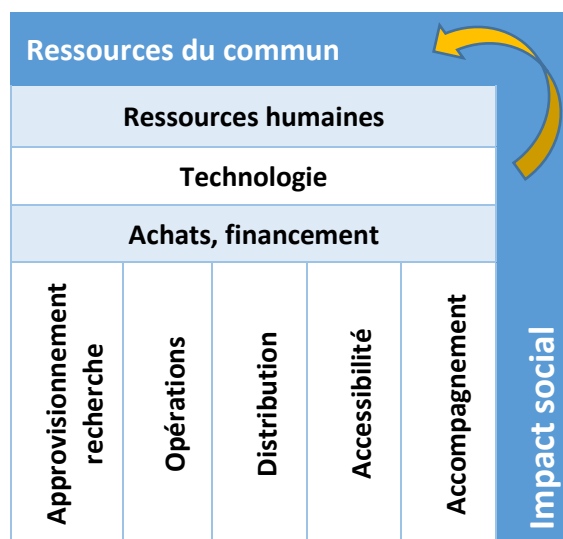 Ressources du commun
Ressources humaines
Technologie
Achats, financement
Approvisionnement
recherche
Opérations
Distribution
Accessibilité
Accompagnement
Impact social